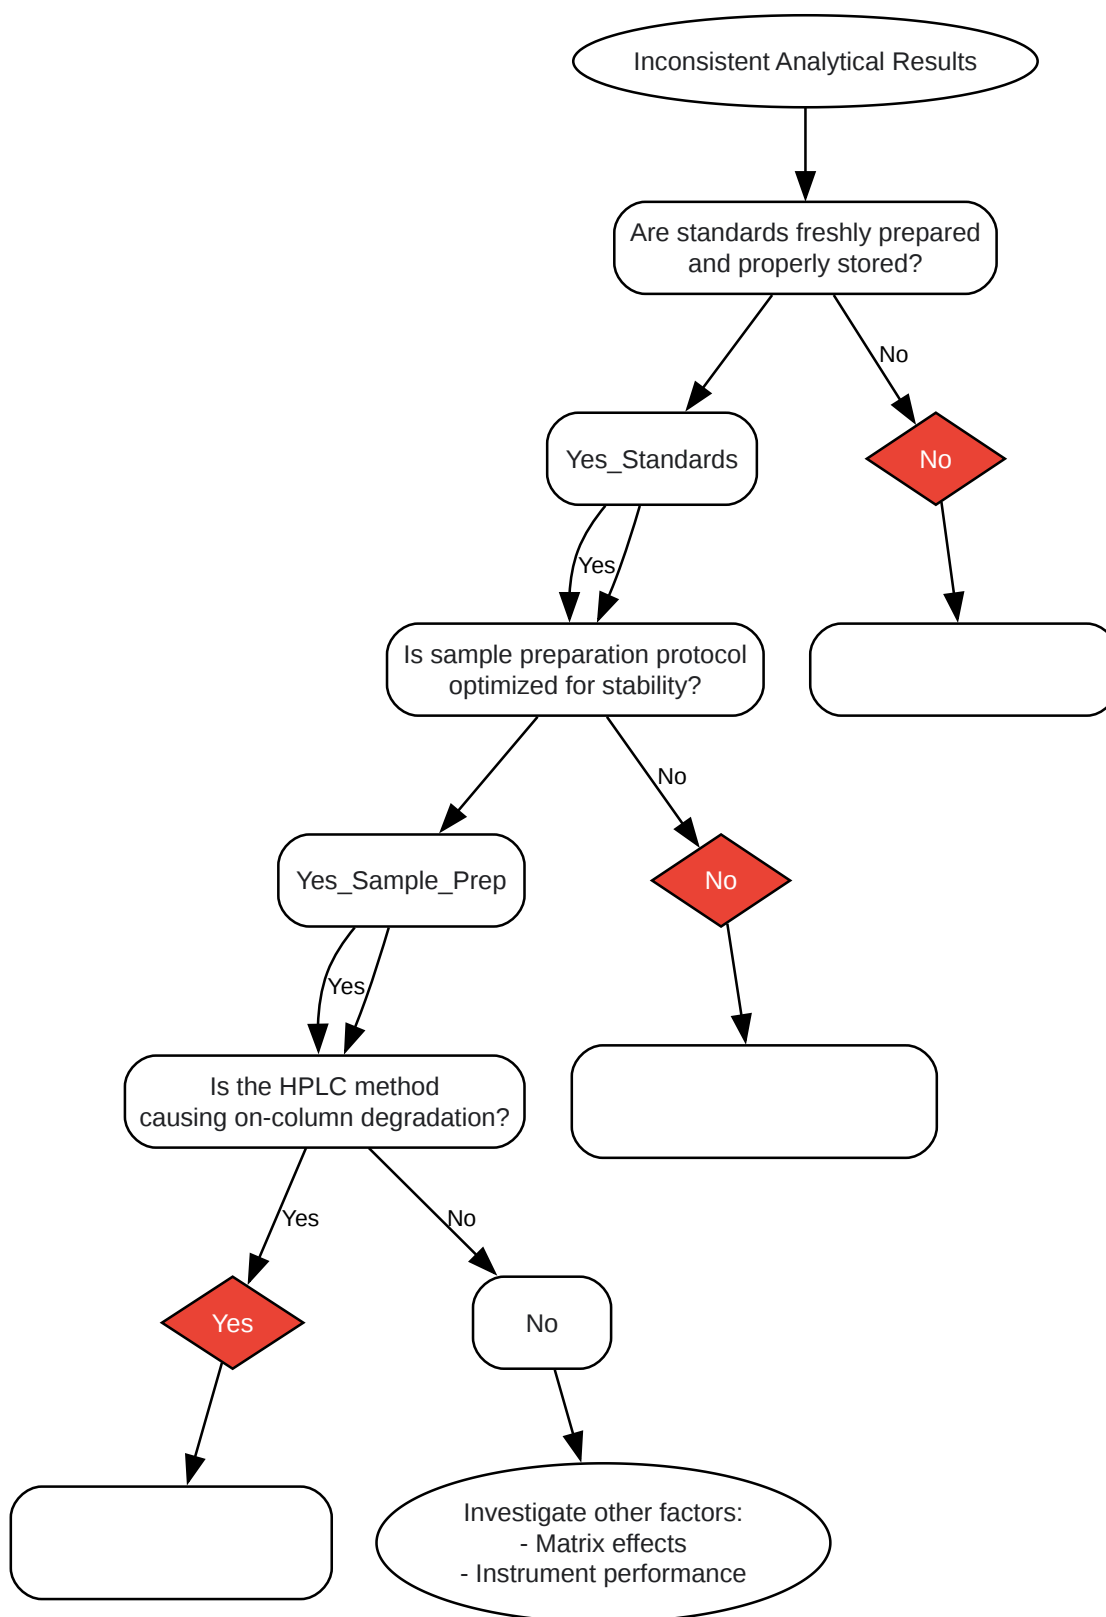 Inconsistent Analytical Results
Are standards freshly prepared
and properly stored?
No
Yes_Standards
No
Yes
Is sample preparation protocol
optimized for stability?
No
Yes_Sample_Prep
No
Yes
Is the HPLC method
causing on-column degradation?
Yes
No
Yes
No
Investigate other factors:
- Matrix effects
- Instrument performance